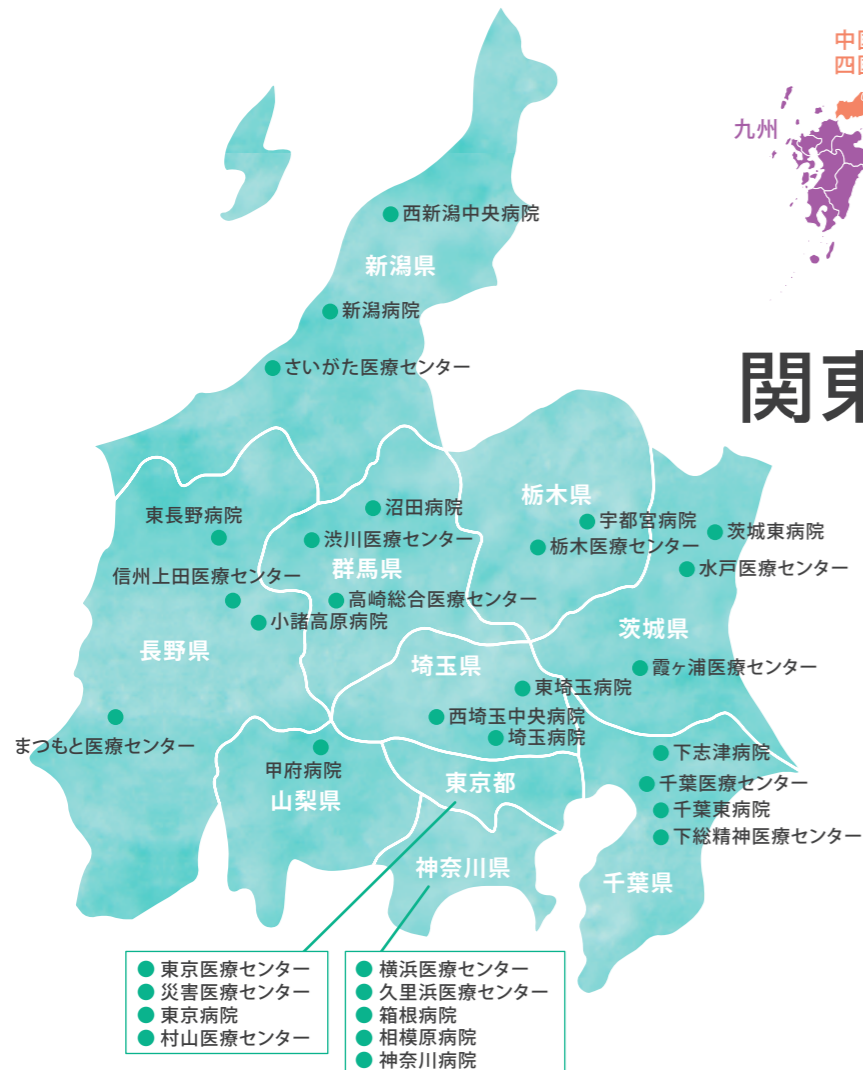 中国
四国
九州
関東
西新潟中央病院
新潟県
新潟病院
さいがた医療センター
東長野病院
信州上田医療センター
小諸高原病院
長野県
まつもと医療センター
沼田病院
渋川医療センター
群馬県
高崎総合医療センター
栃木県
宇都宮病院
栃木医療センター
茨城東病院
水戸医療センター
茨城県
霞ヶ浦医療センター
埼玉県
東埼玉病院
西埼玉中央病院
埼玉病院
甲府病院
山梨県
東京都
神奈川県
下志津病院
千葉医療センター
千葉東病院
下総精神医療センター
千葉県
東京医療センター
災害医療センター
東京病院
村山医療センター
横浜医療センター
久里浜医療センター
箱根病院
相模原病院
神奈川病院